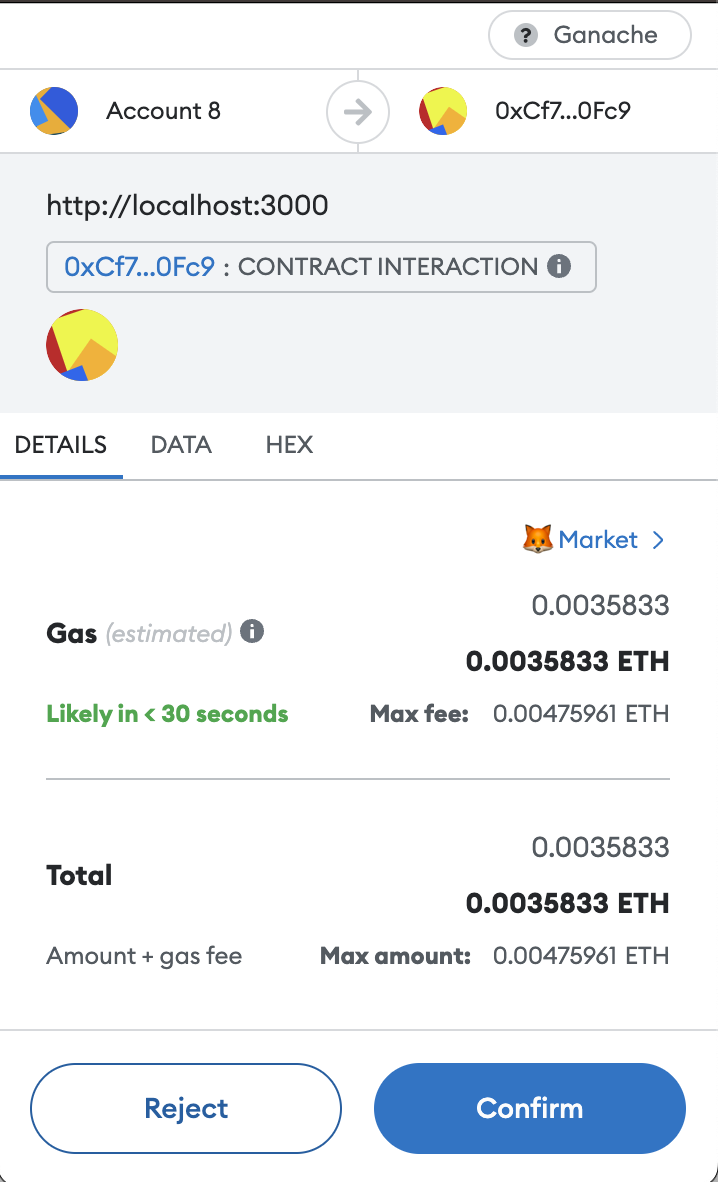 ? Ganache
Account 8
0xCf7...0Fc9
http://localhost:3000
0xCf7...0Fc9 : CONTRACT INTERACTION i
DETAILS DATA HEX
Market >
0.0035833
Gas (estimated) i
0.0035833 ETH
Likely in < 30 seconds Max fee: 0.00475961 ETH
0.0035833
Total
0.0035833 ETH
Amount + gas fee Max amount: 0.00475961 ETH
Reject Confirm